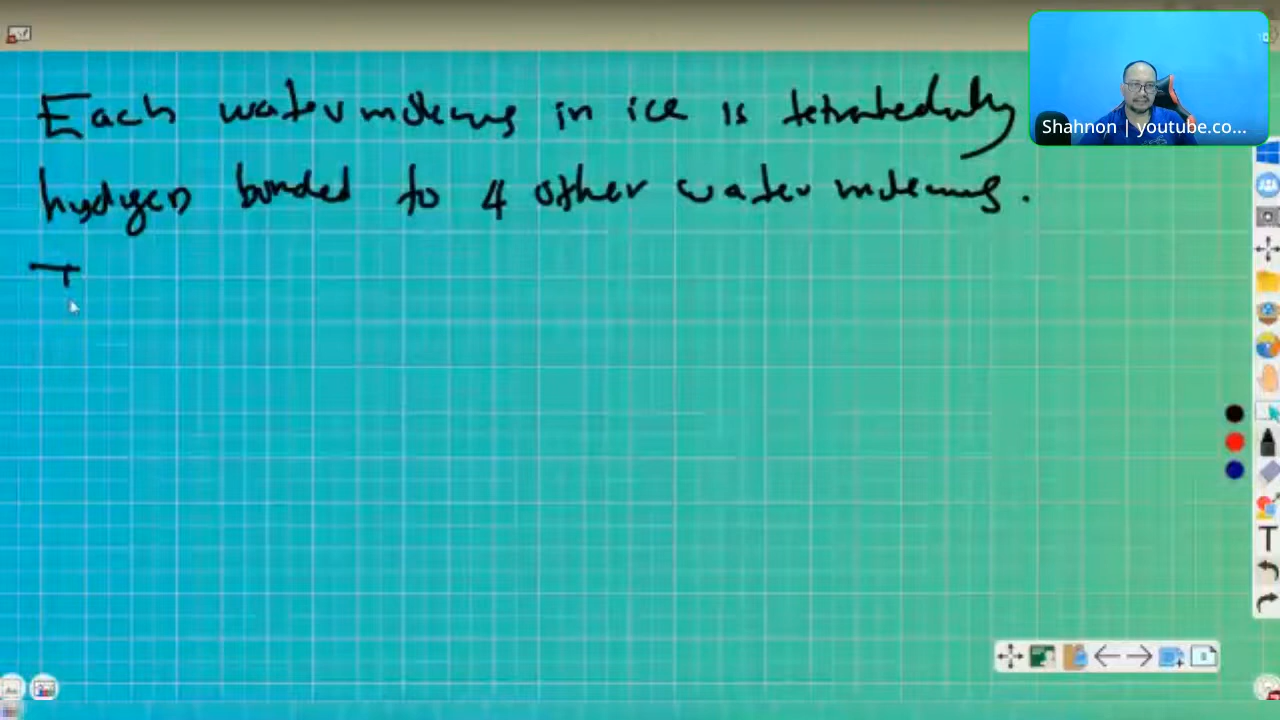 Shahnon | youtube.co...
Each water molecule in ice is tetrahedrally
hydrogen bonded to 4 other water molecules.
T